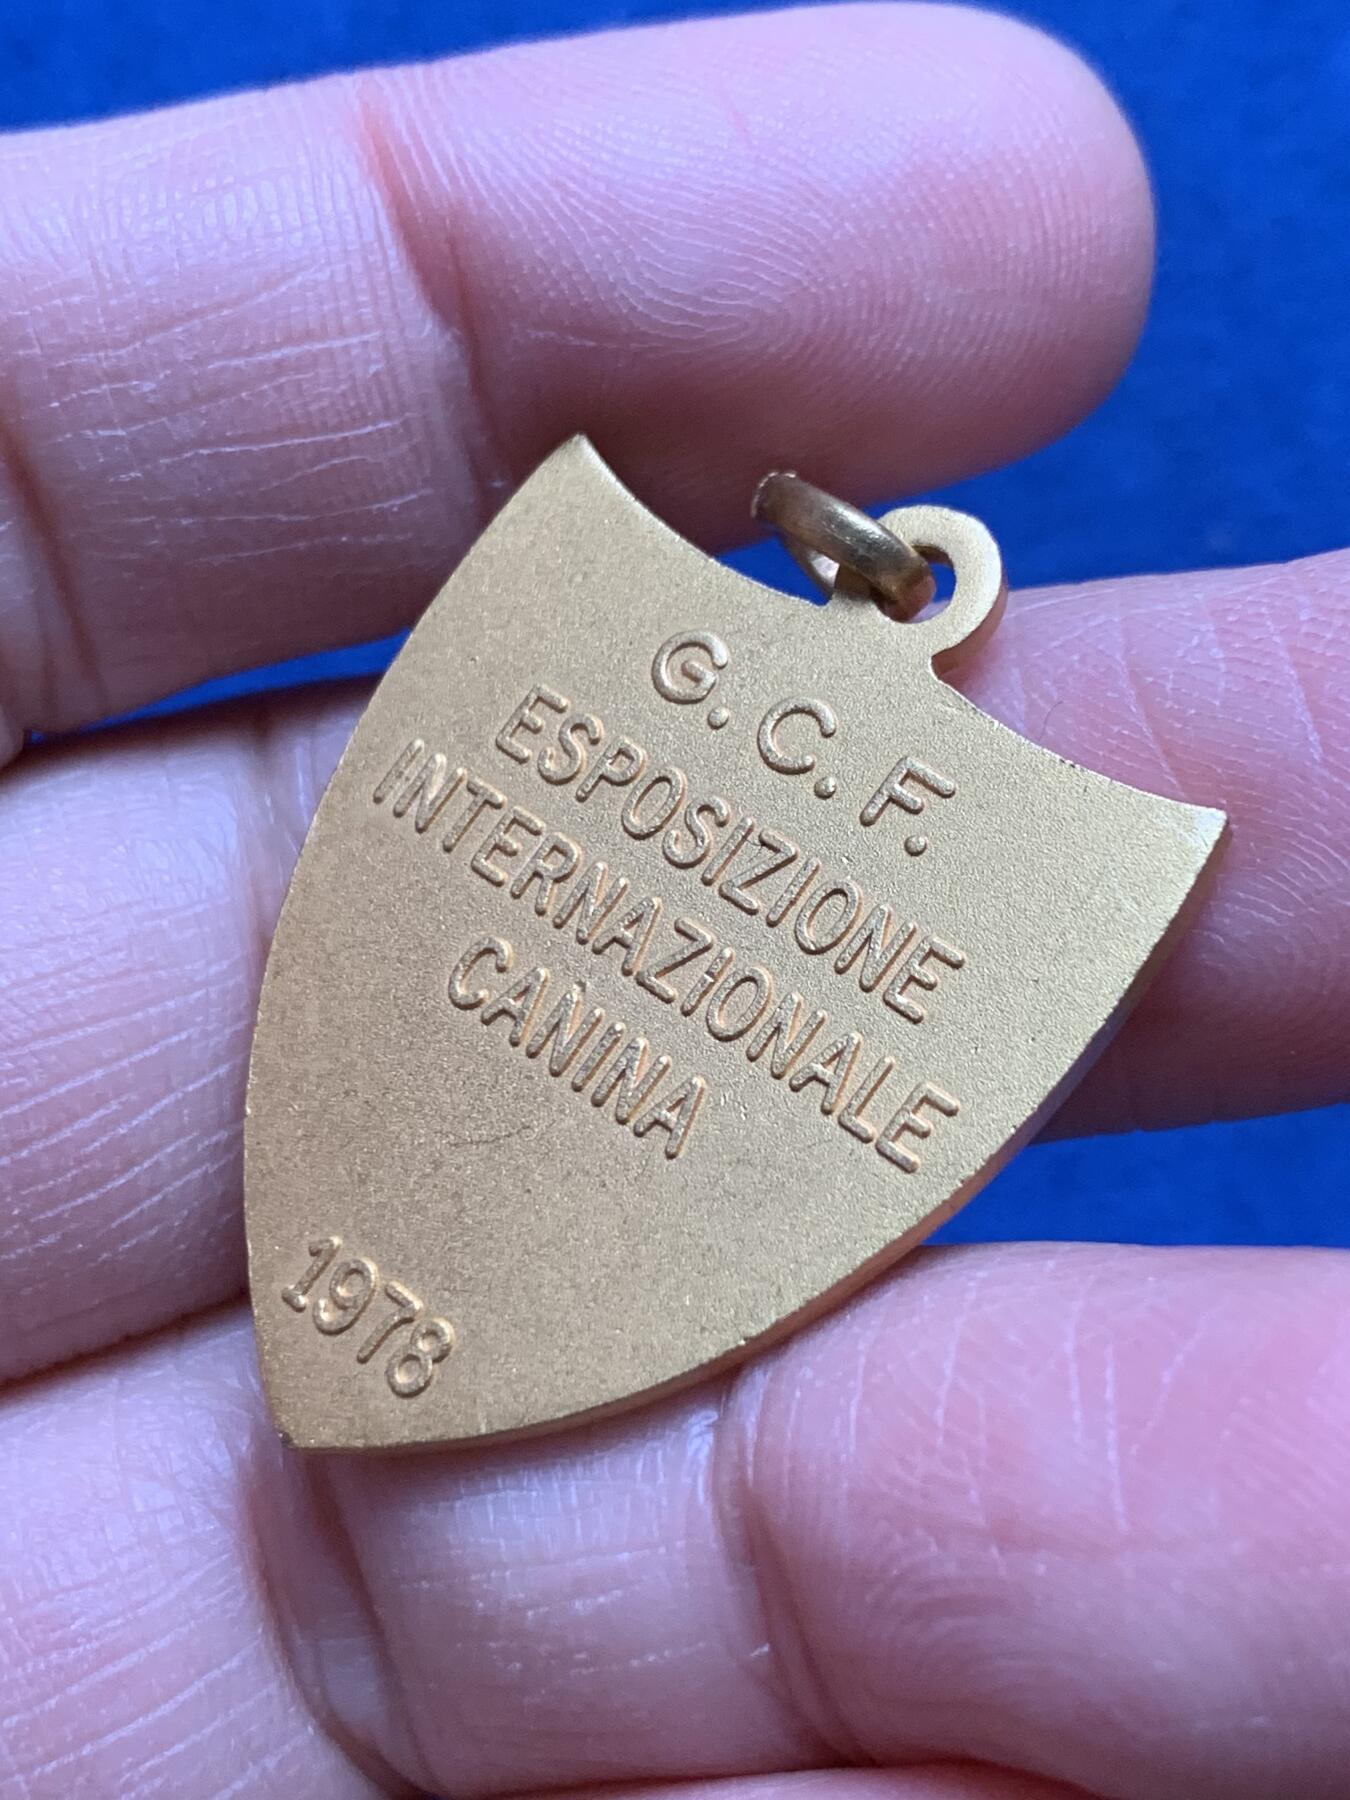 G. C. F.
ESPOSIZIONE
INTERNAZIONALE
CANINA
1978